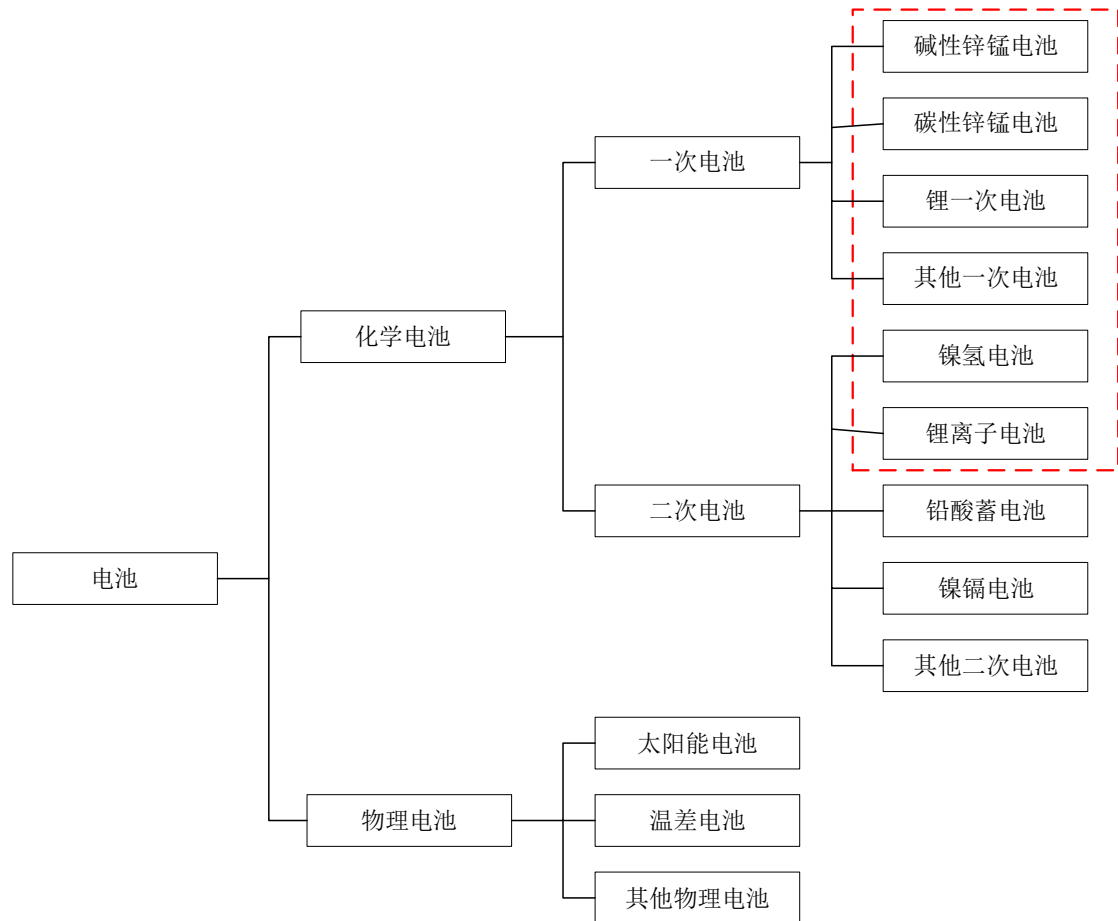 碱性锌锰电池
碳性锌锰电池
一次电池
锂一次电池
其他一次电池
化学电池
镍氢电池
锂离子电池
二次电池
铅酸蓄电池
电池
镍镉电池
其他二次电池
太阳能电池
物理电池
温差电池
其他物理电池